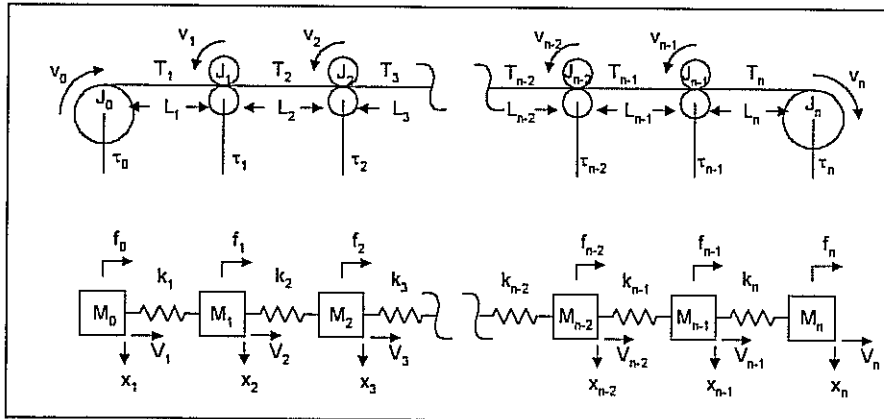 v₁ v₂ vₙ₋₂ vₙ₋₁
v₀ T₁ J₁ T₂ J₂ T₃ Tₙ₋₂ Jₙ₋₂ Tₙ₋₁ Jₙ₋₁ Tₙ vₙ
J₀ L₁ L₂ L₃ Lₙ₋₂ Lₙ₋₁ Lₙ Jₙ
τ₀ τ₁ τ₂ τₙ₋₂ τₙ₋₁ τₙ
f₀ f₁ f₂ fₙ₋₂ fₙ₋₁ fₙ
k₁ k₂ k₃ kₙ₋₂ kₙ₋₁ kₙ
M₀ M₁ M₂ Mₙ₋₂ Mₙ₋₁ Mₙ
V₁ V₂ V₃ Vₙ₋₂ Vₙ₋₁ Vₙ
x₁ x₂ x₃ xₙ₋₂ xₙ₋₁ xₙ